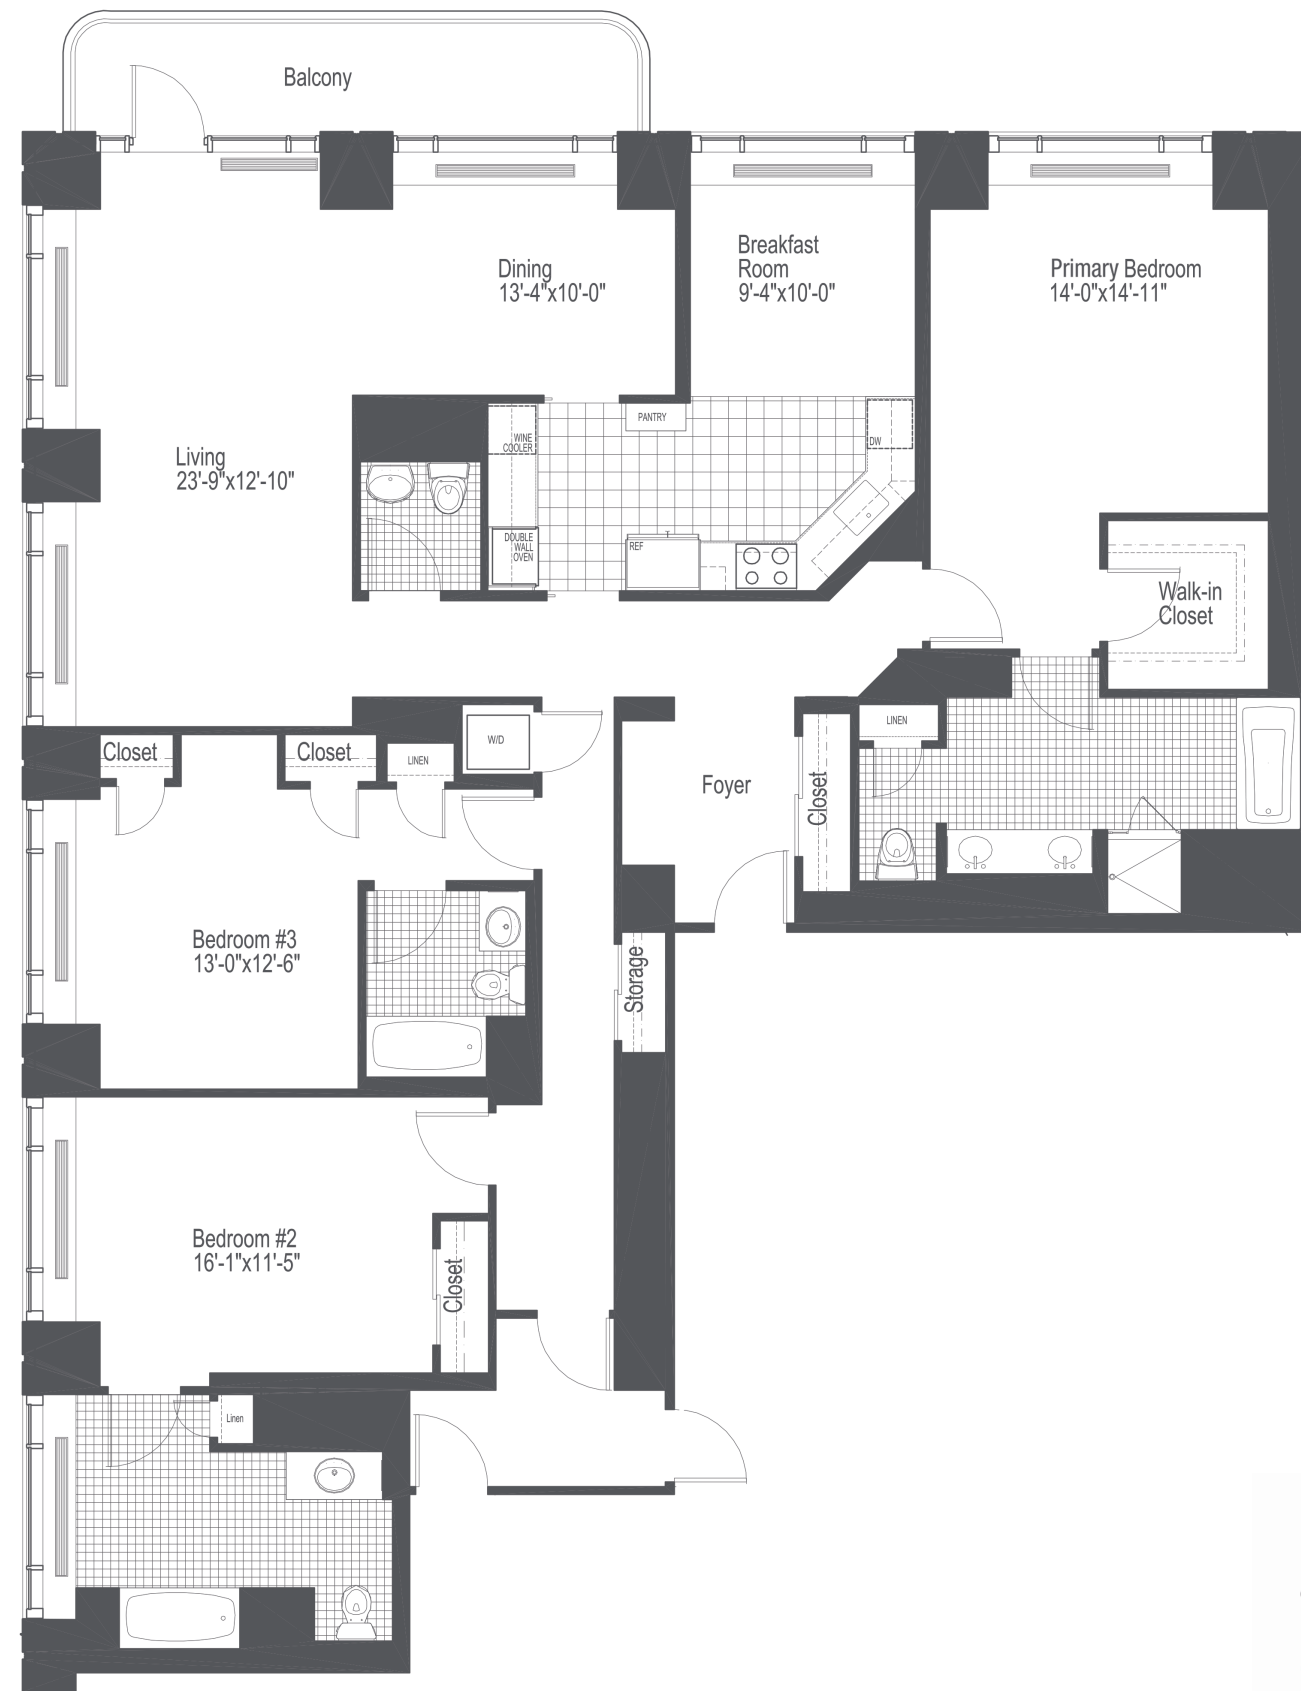 Balcony
Dining
13'-4"x10'-0"
Breakfast
Room
9'-4"x10'-0"
Primary Bedroom
14'-0"x14'-11"
Living
23'-9"x12'-10"
WINE
COOLER
PANTRY
DW
DOUBLE
WALL
OVEN
REF
Walk-in
Closet
LINEN
W/D
Closet
Closet
LINEN
Foyer
Closet
Bedroom #3
13'-0"x12'-6"
Storage
Bedroom #2
16'-1"x11'-5"
Closet
Linen